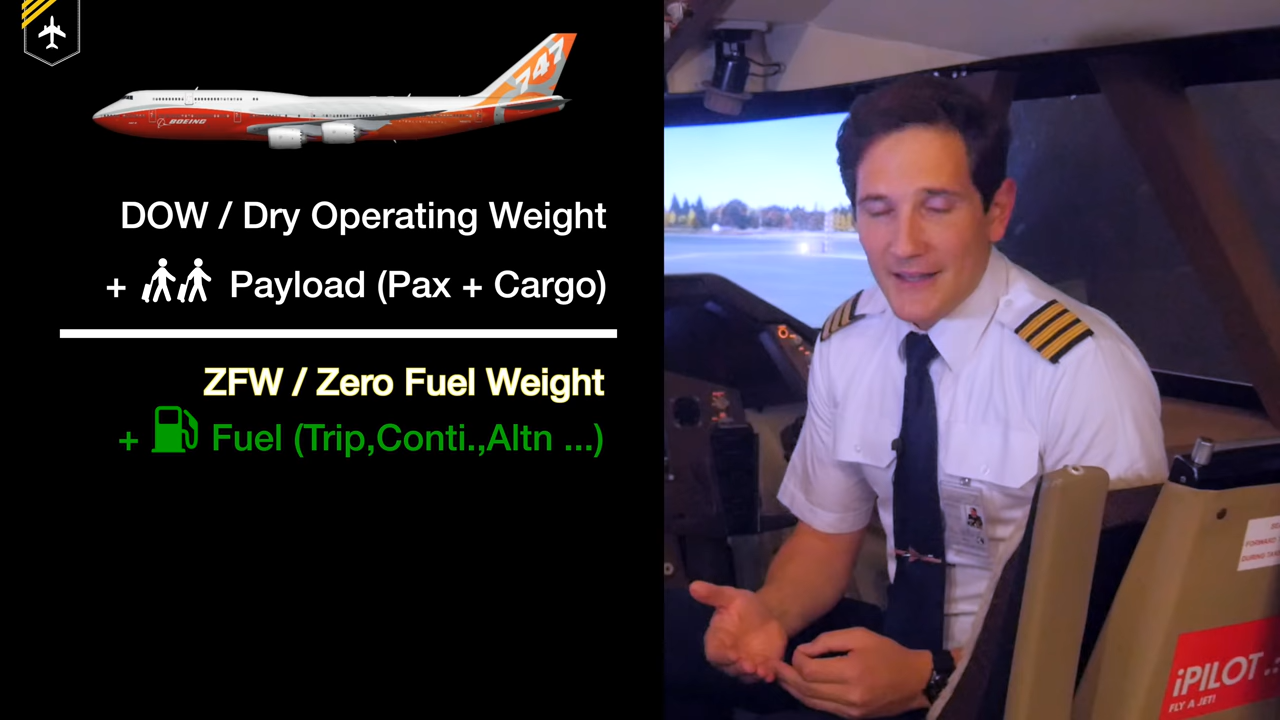 747
BOEING
DOW / Dry Operating Weight
+ Payload (Pax + Cargo)
ZFW / Zero Fuel Weight
+ Fuel (Trip,Conti.,Altn ...)
iPILOT
FLY A JET!